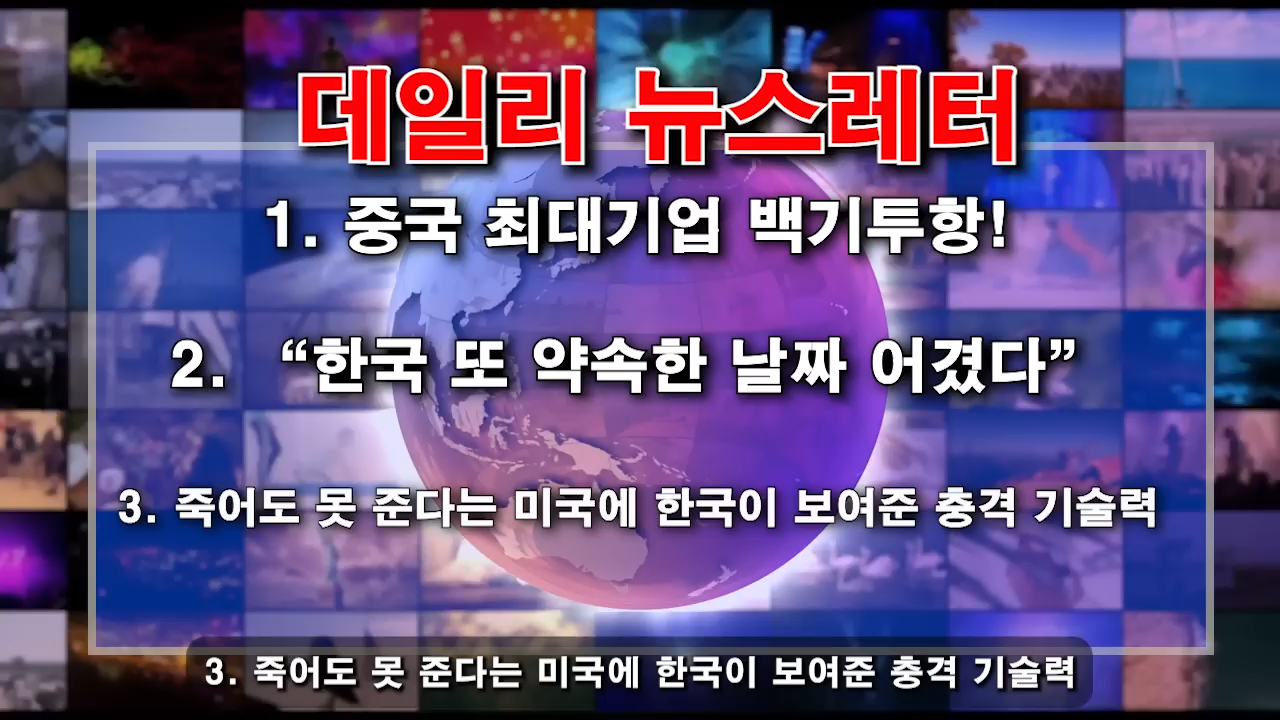 데일리 뉴스레터
1. 중국 최대기업 백기투항!
2. “한국 또 약속한 날짜 어겼다”
3. 죽어도 못 준다는 미국에 한국이 보여준 충격 기술력
3. 죽어도 못 준다는 미국에 한국이 보여준 충격 기술력